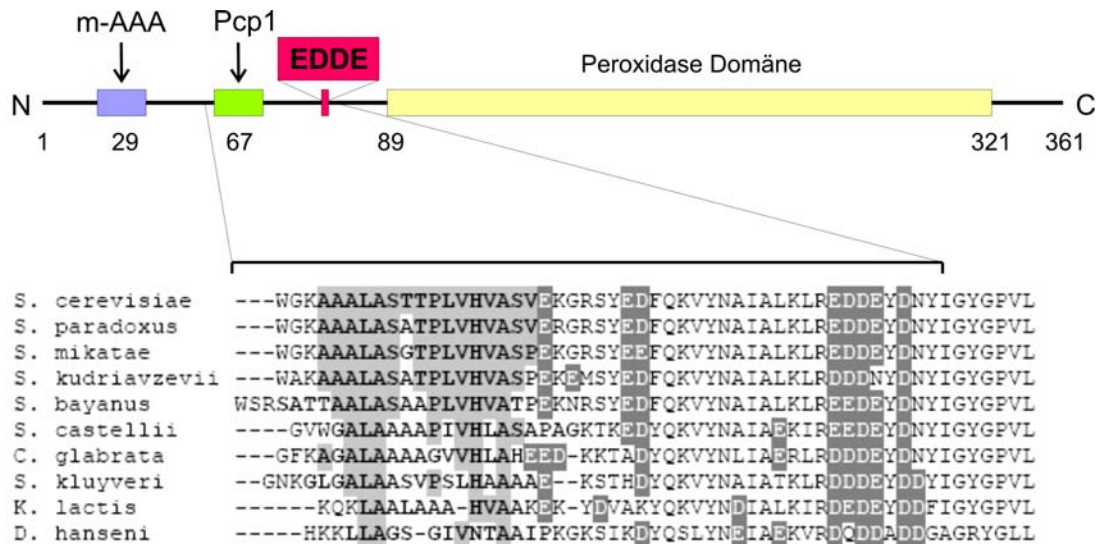 m-AAA Pcp1
EDDE
Peroxidase Domäne
N C
1 29 67 89 321 361
S. cerevisiae ---WGKAAALASTTPLVHVASVEKGRSYEDFQKVYNAIALKLREDDEYDNYIGYGPVL
S. paradoxus ---WGKAAALASATPLVHVASVERGRSYEDFQKVYNAIALKLREDDEYDNYIGYGPVL
S. mikatae ---WGKAAALASGTPLVHVASPEKGRSYEEFQKVYNAIALKLREDDEYDNYIGYGPVL
S. kudriavzevii ---WAKAAALASATPLVHVASPEKEMSYEDFQKVYNAIALKLRDDDNYDNYIGYGPVL
S. bayanus WSRSATTAALASAAPLVHVATPEKNRSYEDFQKVYNAIALKLREEDEYDNYIGYGPVL
S. castellii ----GVWGALAAAAPIVHLASAPAGKTKEDYQKVYNAIAEKIREEDEYDNYIGYGPVL
C. glabrata ---GFKAGALAAAAGVVHLAHEED-KKTADYQKVYNLIAERLRDDDEYDNYIGYGPVL
S. kluyveri --GNKGLGALAASVPSLHAAAAE--KSTHDYQKVYNAIATKLRDDDEYDDYIGYGPVL
K. lactis ------KQKLAALAAA-HVAAKEK-YDVAKYQKVYNDIALKIRDEDEYDDFIGYGPVL
D. hanseni -----HKKLLAGS-GIVNTAAIPKGKSIKDYQSLYNEIAEKVRDQDDADDGAGRYGLL